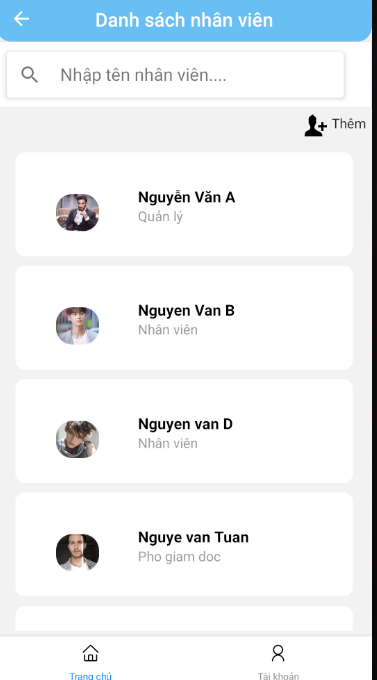 Danh sách nhân viên
Nhập tên nhân viên....
Thêm
Nguyễn Văn A
Quản lý
Nguyen Van B
Nhân viên
Nguyen van D
Nhân viên
Nguye van Tuan
Pho giam doc
Trang chủ
Tài khoản